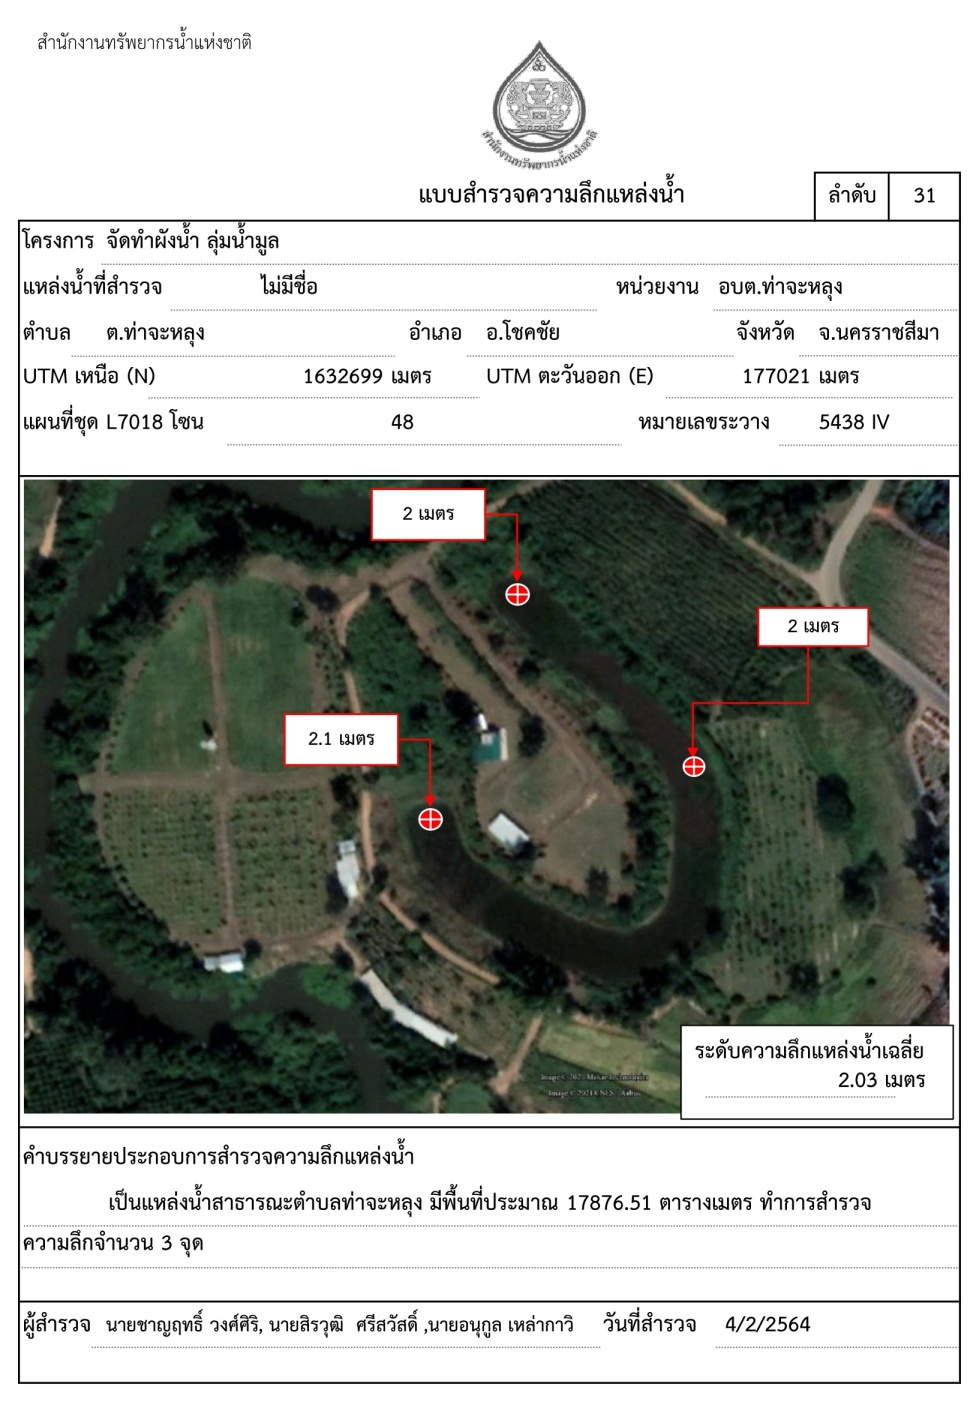 สำนักงานทรัพยากรน้ำแห่งชาติ
สำนักงานทรัพยากรน้ำแห่งชาติ
แบบสำรวจความลึกแหล่งน้ำ ลำดับ 31
โครงการ จัดทำผังน้ำ ลุ่มน้ำมูล
แหล่งน้ำที่สำรวจ ไม่มีชื่อ หน่วยงาน อบต.ท่าจะหลุง
ตำบล ต.ท่าจะหลุง อำเภอ อ.โชคชัย จังหวัด จ.นครราชสีมา
UTM เหนือ (N) 1632699 เมตร UTM ตะวันออก (E) 177021 เมตร
แผนที่ชุด L7018 โซน 48 หมายเลขระวาง 5438 IV
2 เมตร
2 เมตร
2.1 เมตร
ระดับความลึกแหล่งน้ำเฉลี่ย
2.03 เมตร
Image © 2021 Maxar Technologies
Image © 2021 CNES / Airbus
คำบรรยายประกอบการสำรวจความลึกแหล่งน้ำ
เป็นแหล่งน้ำสาธารณะตำบลท่าจะหลุง มีพื้นที่ประมาณ 17876.51 ตารางเมตร ทำการสำรวจ
ความลึกจำนวน 3 จุด
ผู้สำรวจ นายชาญฤทธิ์ วงศ์ศิริ, นายสิรวุฒิ ศรีสวัสดิ์ ,นายอนุกูล เหล่ากาวิ วันที่สำรวจ 4/2/2564